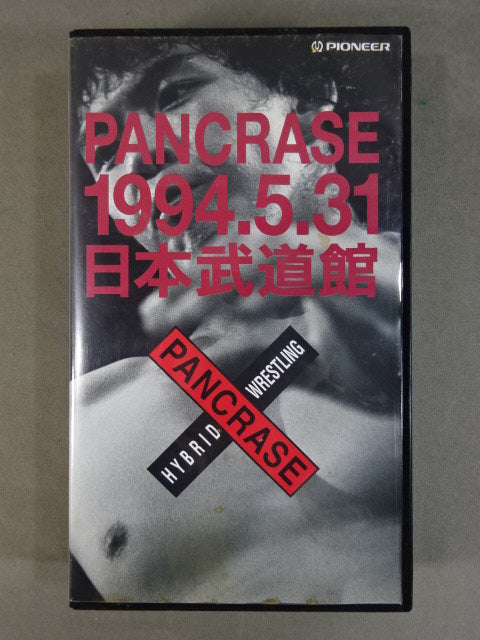 PIONEER
PANCRASE
1994.5.31
日本武道館
PANCRASE
HYBRID WRESTLING